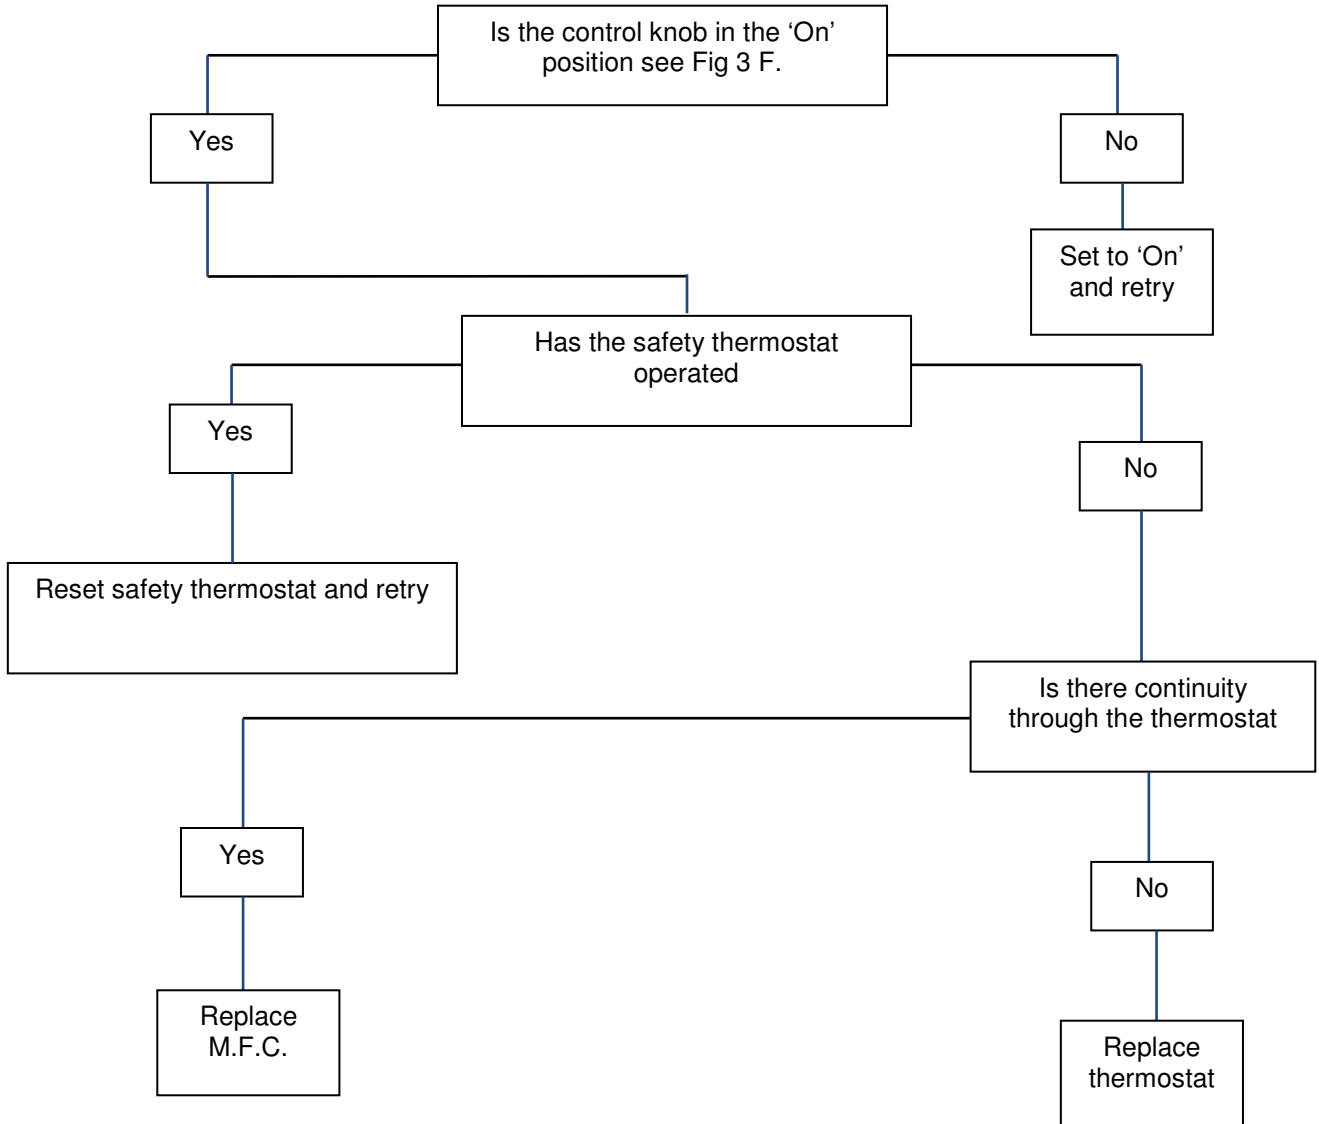 Is the control knob in the ‘On’
position see Fig 3 F.
Yes
No
Set to ‘On’
and retry
Has the safety thermostat
operated
Yes
No
Reset safety thermostat and retry
Is there continuity
through the thermostat
Yes
No
Replace
M.F.C.
Replace
thermostat